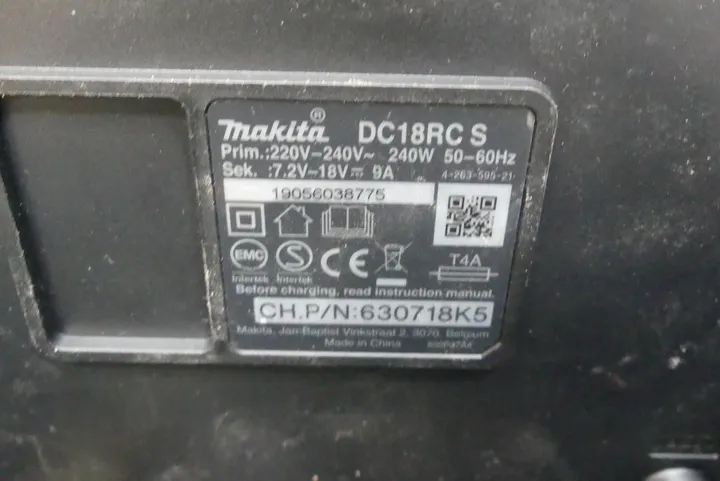 makita® DC18RC S
Prim.:220V–240V~ 240W 50–60Hz
Sek. :7.2V–18V⎓ 9A 4-263-595-21
19056038775
EMC S CE T4A
Intertek Intertek
Before charging, read instruction manual.
CH.P/N:630718K5
Makita, Jan-Baptist Vinkstraat 2, 3070, Belgium
Made in China